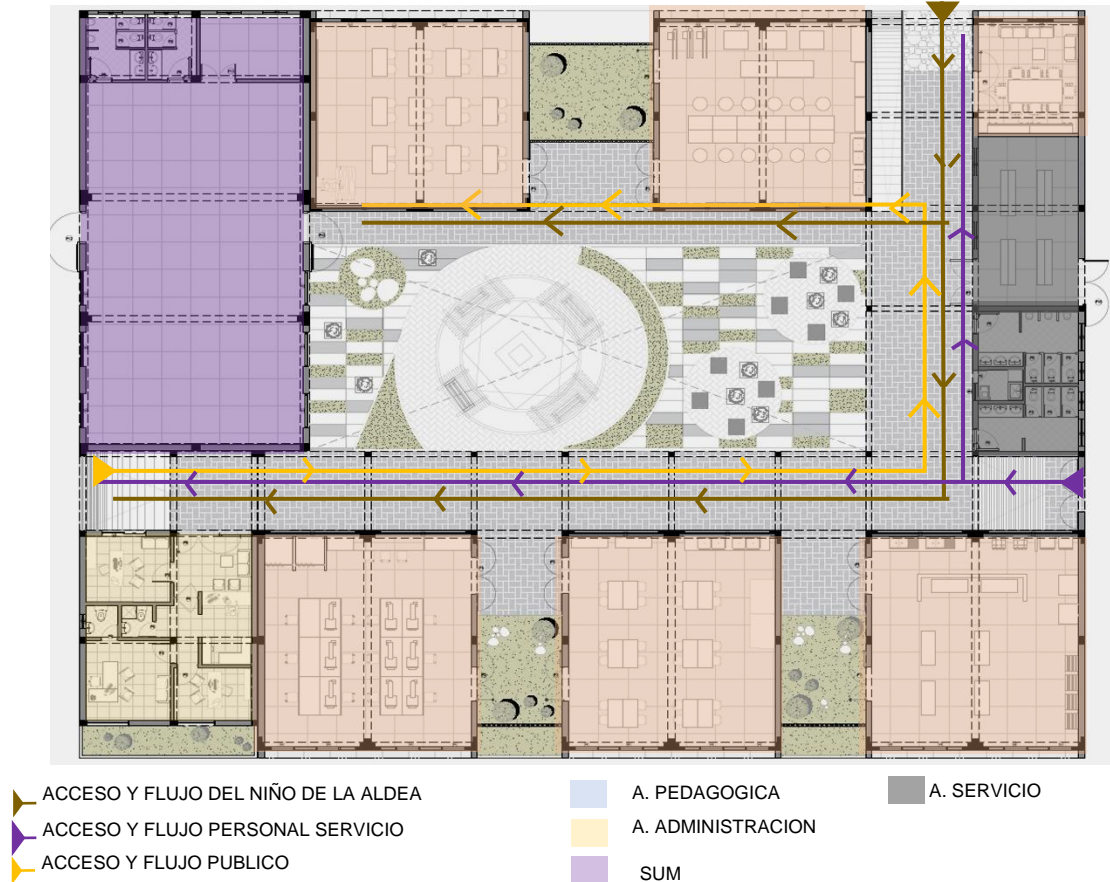 ACCESO Y FLUJO DEL NIÑO DE LA ALDEA
ACCESO Y FLUJO PERSONAL SERVICIO
ACCESO Y FLUJO PUBLICO
A. PEDAGOGICA
A. ADMINISTRACION
SUM
A. SERVICIO